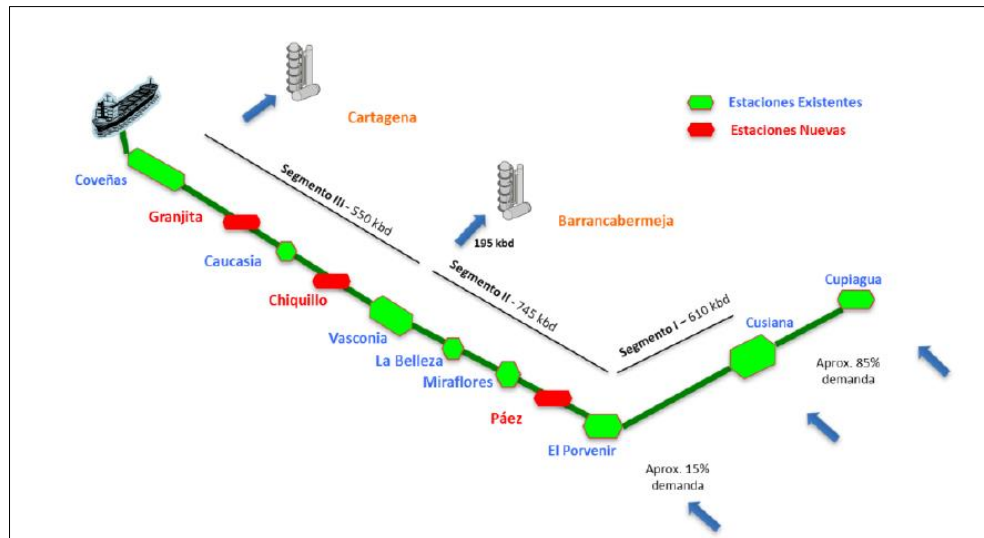 Cartagena
Estaciones Existentes
Estaciones Nuevas
Coveñas
Segmento III - 550 kbd
Barrancabermeja
195 kbd
Granjita
Caucasia
Segmento II - 745 kbd
Cupiagua
Chiquillo
Segmento I – 610 kbd
Cusiana
Vasconia
La Belleza
Miraflores
Aprox. 85%
demanda
Páez
El Porvenir
Aprox. 15%
demanda